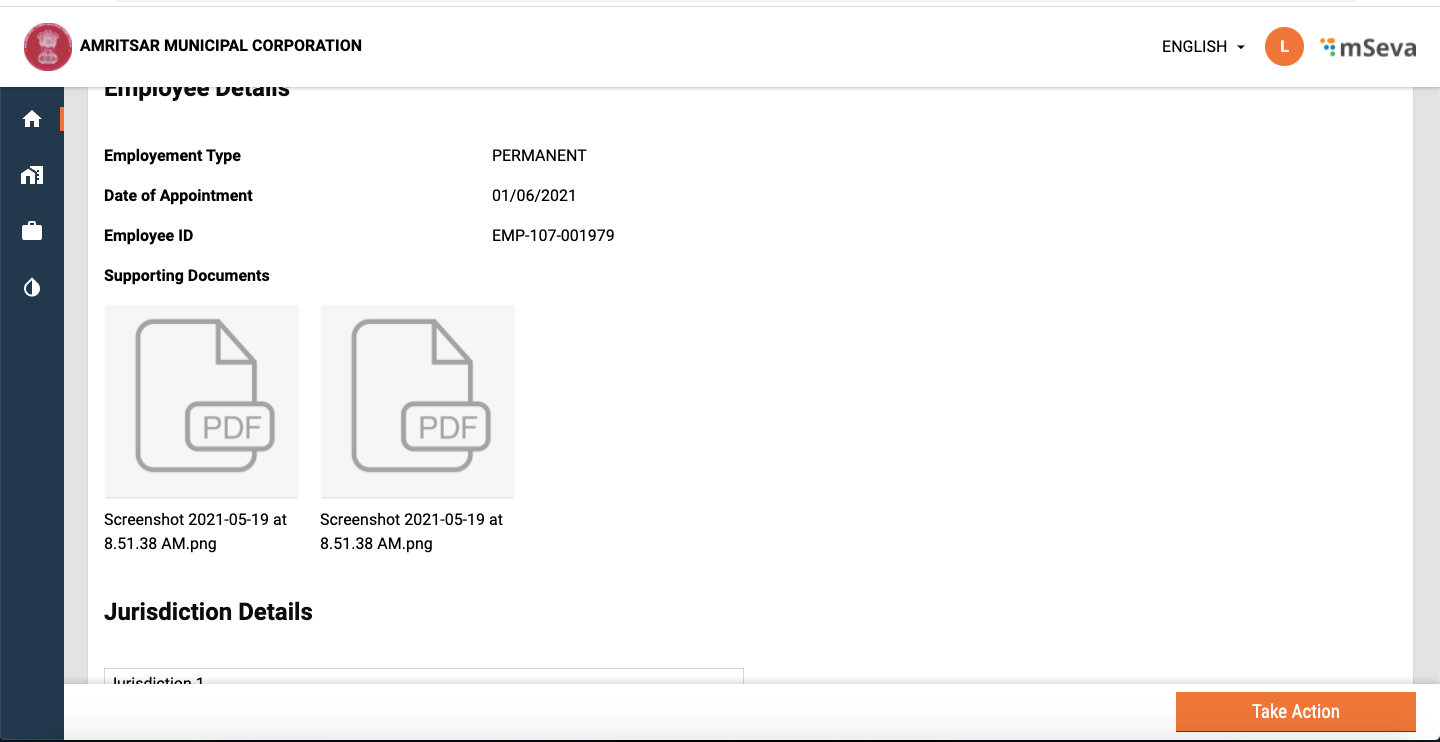 AMRITSAR MUNICIPAL CORPORATION
ENGLISH
L
mSeva
Employee Details
Employement Type
PERMANENT
Date of Appointment
01/06/2021
Employee ID
EMP-107-001979
Supporting Documents
PDF
PDF
Screenshot 2021-05-19 at
8.51.38 AM.png
Screenshot 2021-05-19 at
8.51.38 AM.png
Jurisdiction Details
Jurisdiction 1
Take Action